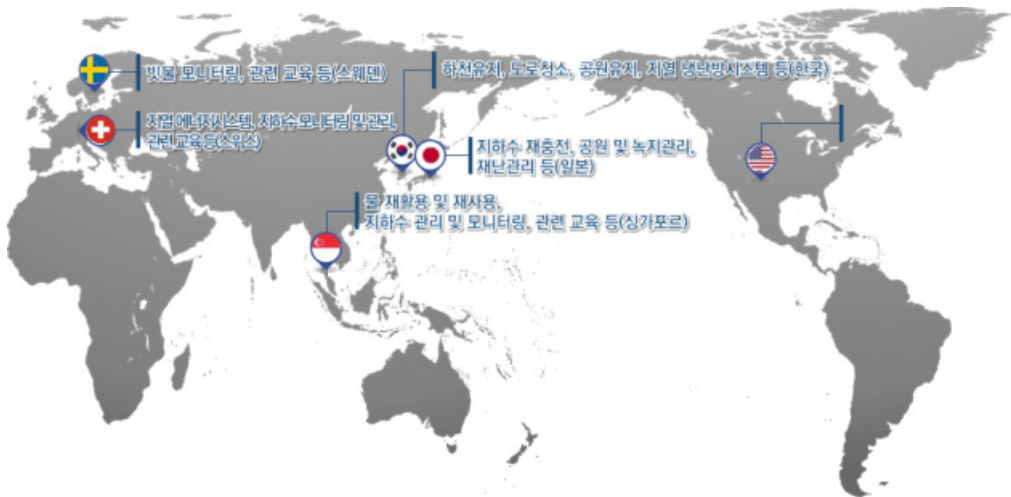 빗물 모니터링, 관련 교육 등(스웨덴)
하천유지, 도로청소, 공원유지, 지열 냉난방시스템 등(한국)
지열 에너지시스템, 지하수 모니터링 및 관리,
관련 교육 등(스위스)
지하수 재충전, 공원 및 녹지관리,
재난관리 등(일본)
물 재활용 및 재사용,
지하수 관리 및 모니터링, 관련 교육 등(싱가포르)